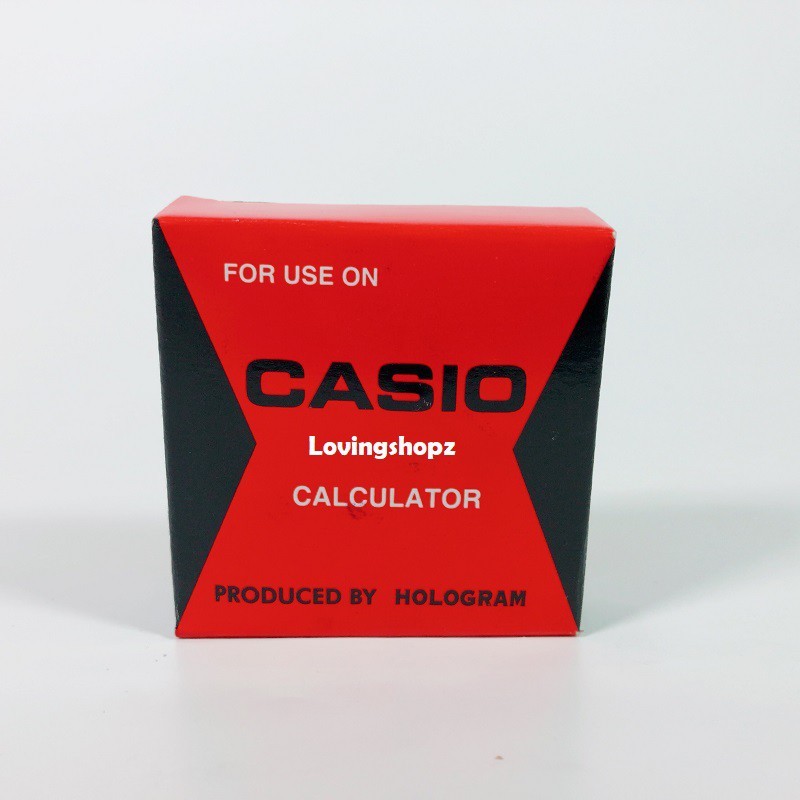 FOR USE ON
CASIO
Lovingshopz
CALCULATOR
PRODUCED BY HOLOGRAM